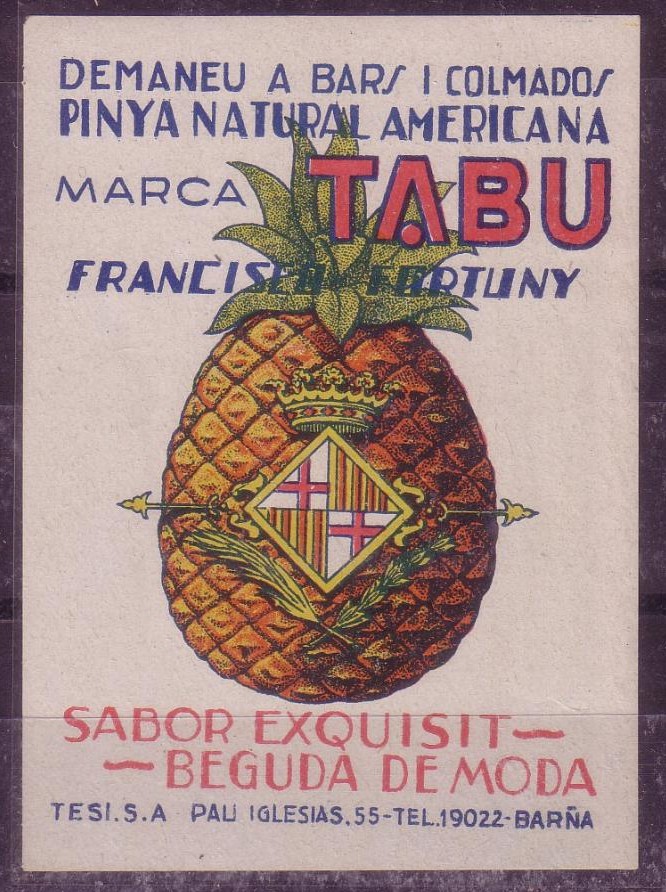 DEMANEU A BARS I COLMADOS
PINYA NATURAL AMERICANA
MARCA TABU
FRANCISCO FORTUNY
SABOR EXQUISIT—
—BEGUDA DE MODA
TESI.S.A PAU IGLESIAS.55-TEL.19022-BARÑA